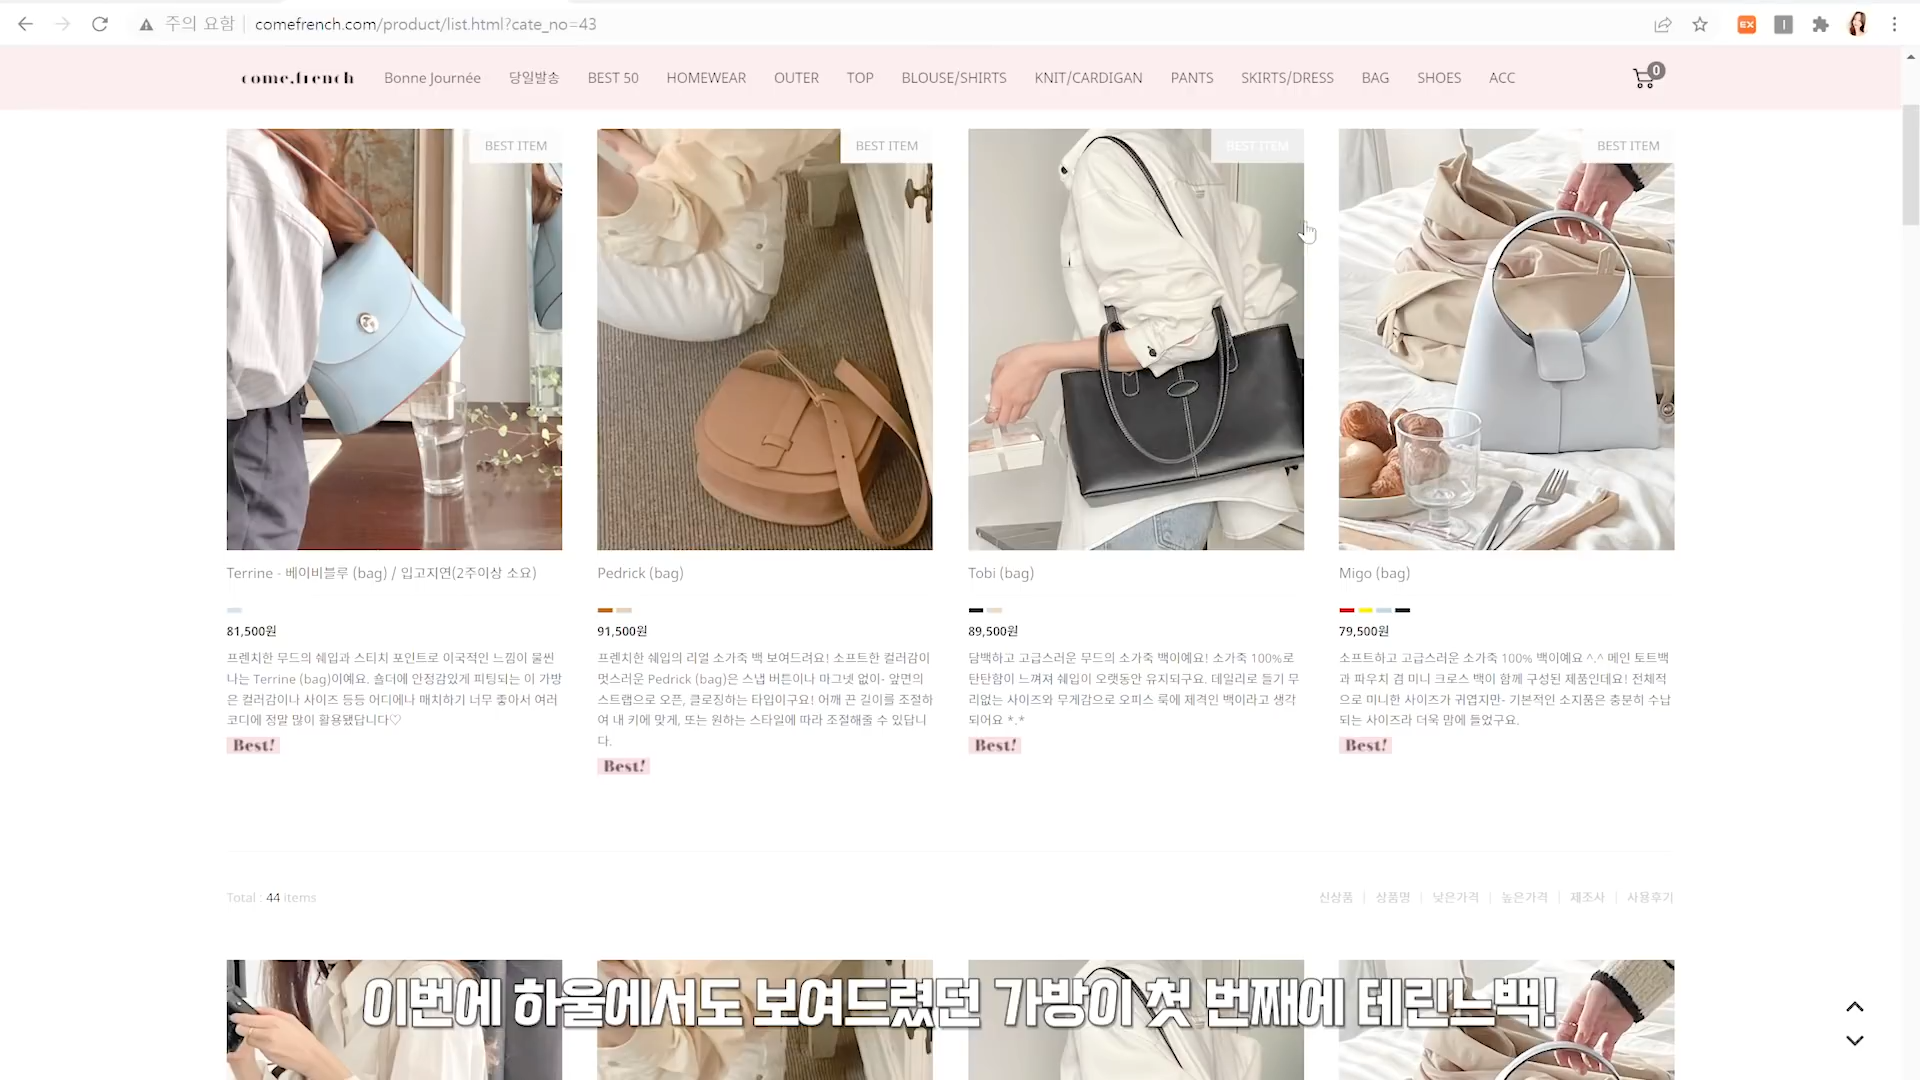 주의 요함 comefrench.com/product/list.html?cate_no=43
EX
come.french Bonne Journée 당일발송 BEST 50 HOMEWEAR OUTER TOP BLOUSE/SHIRTS KNIT/CARDIGAN PANTS SKIRTS/DRESS BAG SHOES ACC 0
BEST ITEM
BEST ITEM
BEST ITEM
BEST ITEM
Terrine - 베이비블루 (bag) / 입고지연(2주이상 소요)
81,500원
프렌치한 무드의 쉐입과 스티치 포인트로 이국적인 느낌이 물씬
나는 Terrine (bag)이예요. 숄더에 안정감있게 피팅되는 이 가방
은 컬러감이나 사이즈 등등 어디에나 매치하기 너무 좋아서 여러
코디에 정말 많이 활용됐답니다♡
Best!
Pedrick (bag)
91,500원
프렌치한 쉐입의 리얼 소가죽 백 보여드려요! 소프트한 컬러감이
멋스러운 Pedrick (bag)은 스냅 버튼이나 마그넷 없이- 앞면의
스트랩으로 오픈, 클로징하는 타입이구요! 어깨 끈 길이를 조절하
여 내 키에 맞게, 또는 원하는 스타일에 따라 조절해줄 수 있답니
다.
Best!
Tobi (bag)
89,500원
담백하고 고급스러운 무드의 소가죽 백이예요! 소가죽 100%로
탄탄함이 느껴져 쉐입이 오랫동안 유지되구요. 데일리로 들기 무
리없는 사이즈와 무게감으로 오피스 룩에 제격인 백이라고 생각
되어요 *.*
Best!
Migo (bag)
79,500원
소프트하고 고급스러운 소가죽 100% 백이예요 ^.^ 메인 토트백
과 파우치 겸 미니 크로스 백이 함께 구성된 제품인데요! 전체적
으로 미니한 사이즈가 귀엽지만- 기본적인 소지품은 충분히 수납
되는 사이즈라 더욱 맘에 들었구요.
Best!
Total : 44 items
신상품 | 상품명 | 낮은가격 | 높은가격 | 제조사 | 사용후기
이번에 하울에서도 보여드렸던 가방이 첫 번째에 테린느백!